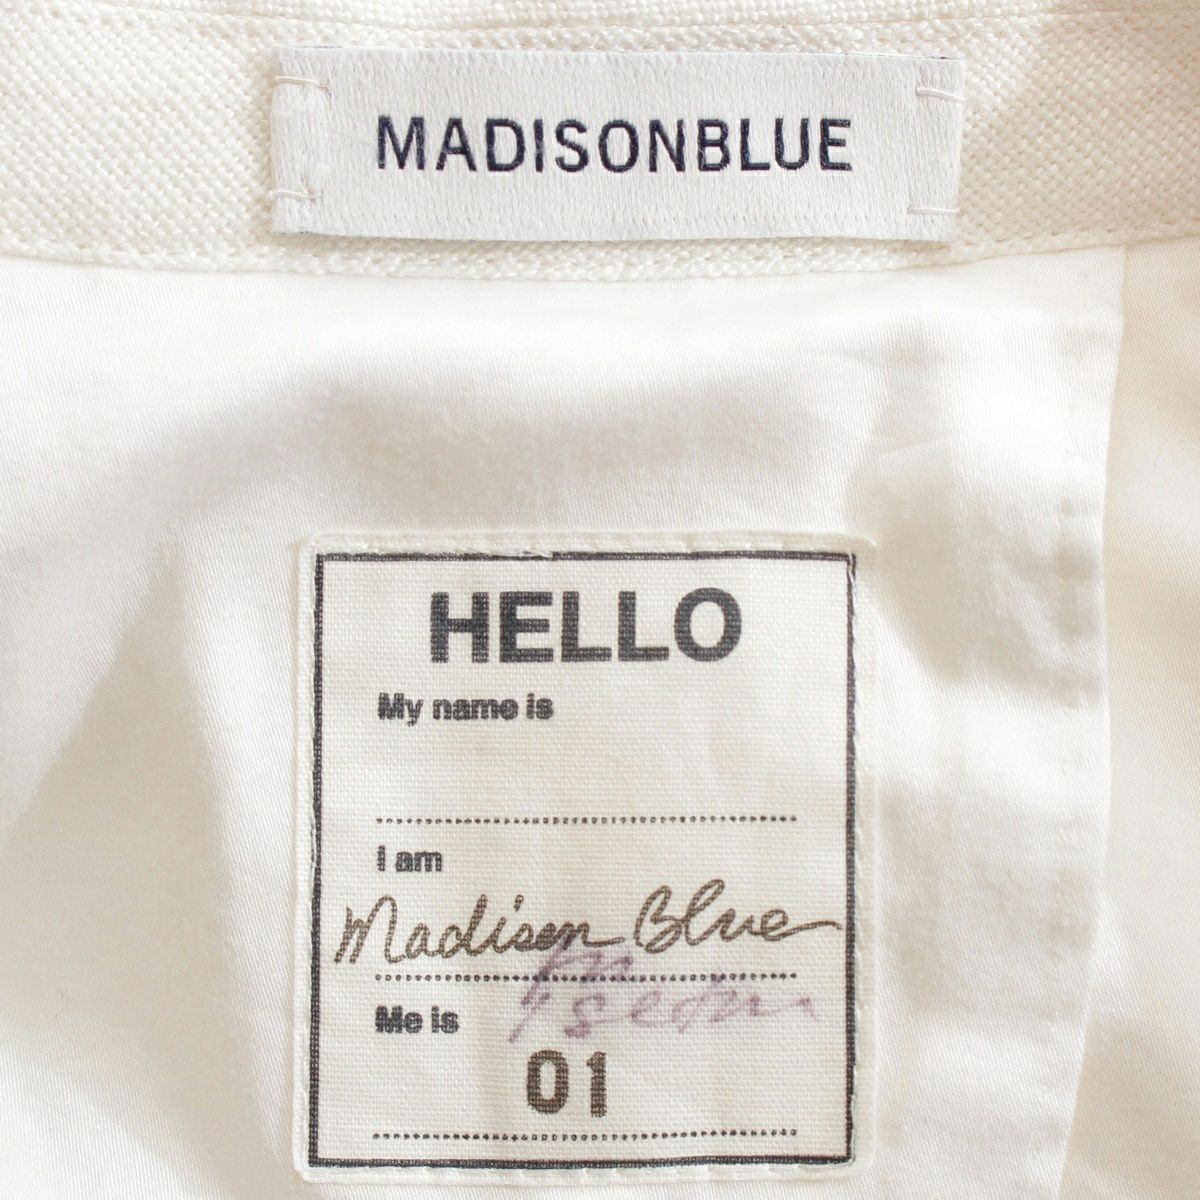 MADISONBLUE
HELLO
My name is
I am
Madison Blue
Me is
01